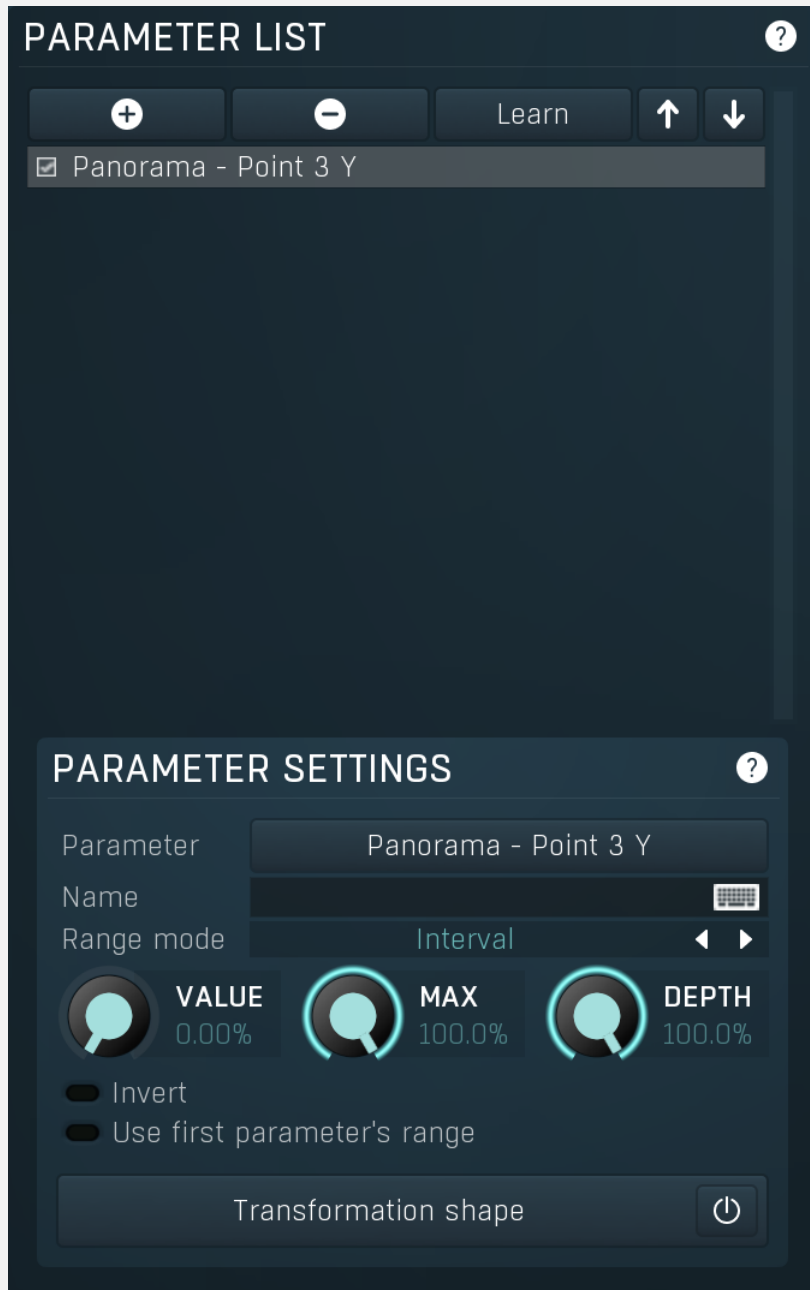 PARAMETER LIST ?
Learn
Panorama - Point 3 Y
PARAMETER SETTINGS ?
Parameter Panorama - Point 3 Y
Name
Range mode Interval
VALUE MAX DEPTH
0.00% 100.0% 100.0%
Invert
Use first parameter's range
Transformation shape